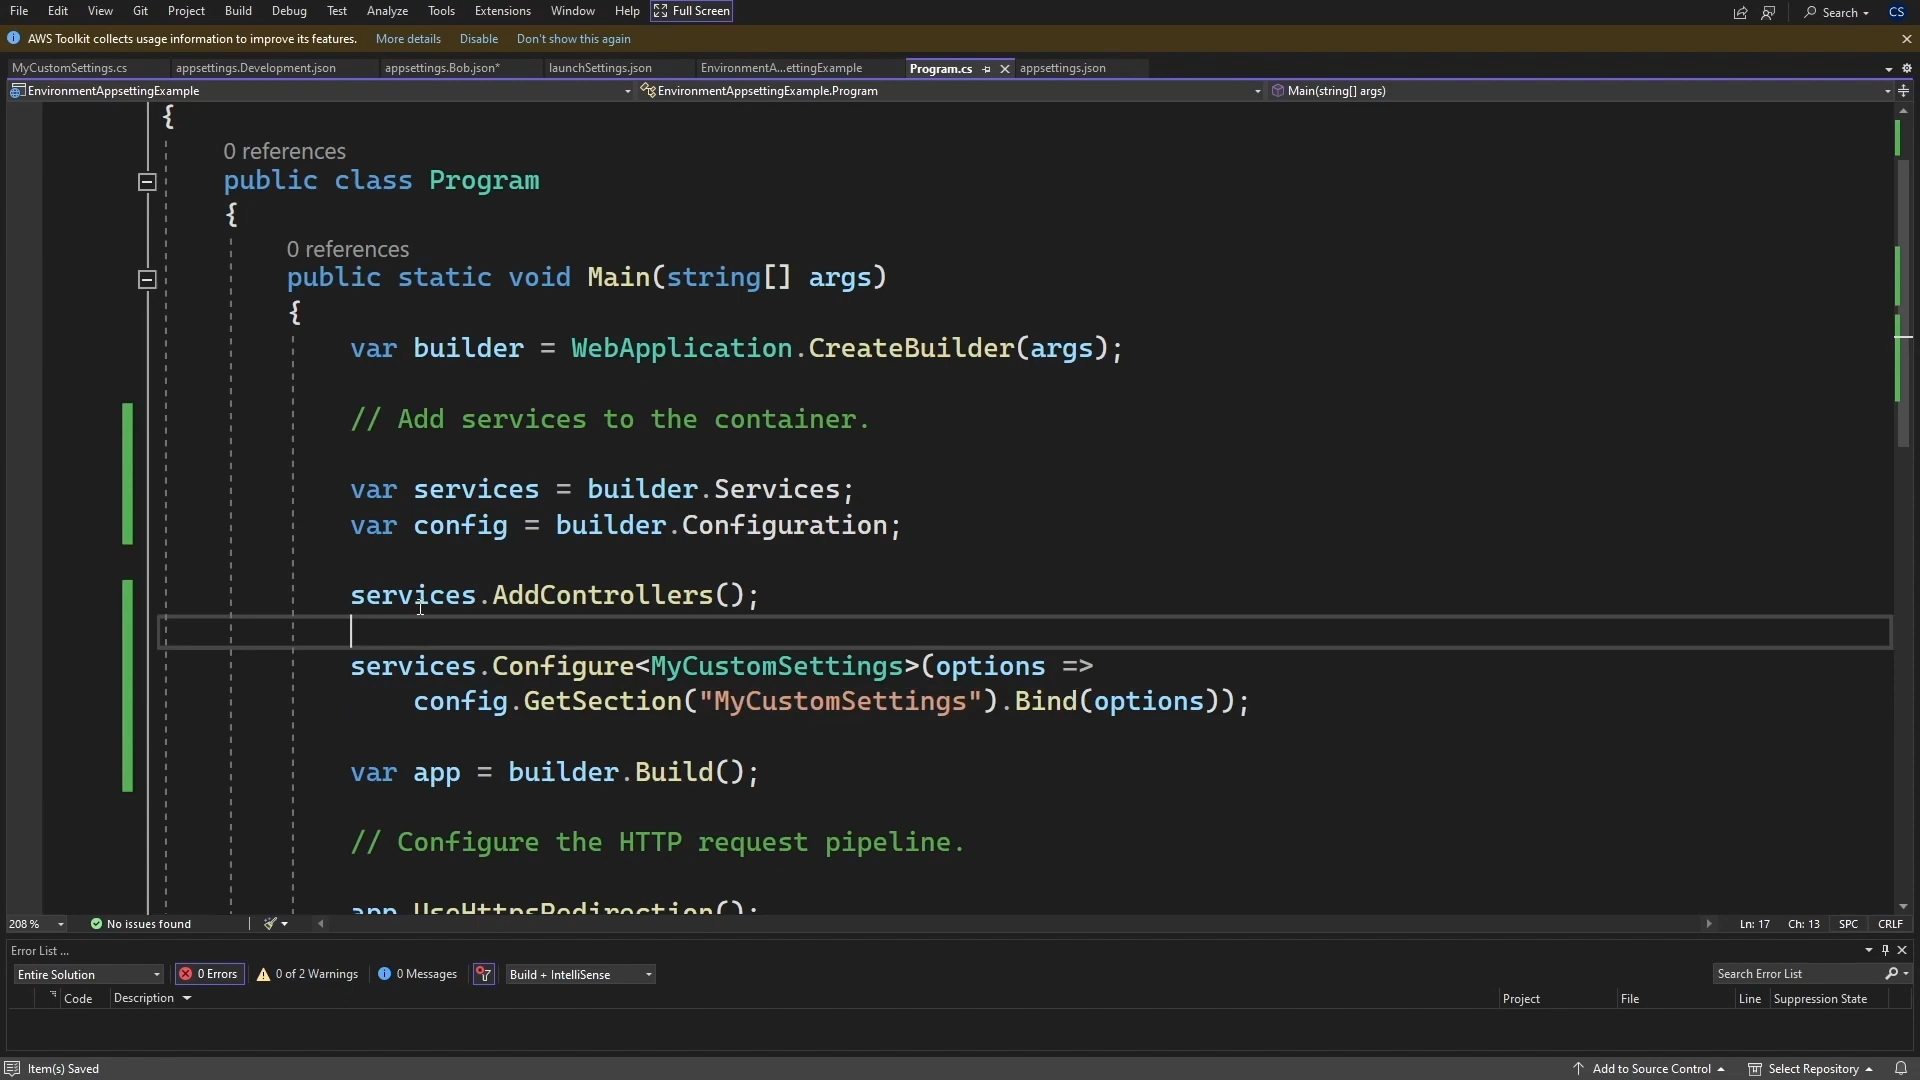 File Edit View Git Project Build Debug Test Analyze Tools Extensions Window Help Full Screen Search CS
AWS Toolkit collects usage information to improve its features. More details Disable Don't show this again
MyCustomSettings.cs appsettings.Development.json appsettings.Bob.json* launchSettings.json EnvironmentA...ettingExample Program.cs appsettings.json
EnvironmentAppsettingExample EnvironmentAppsettingExample.Program Main(string[] args)
{
0 references
public class Program
{
0 references
public static void Main(string[] args)
{
var builder = WebApplication.CreateBuilder(args);
// Add services to the container.
var services = builder.Services;
var config = builder.Configuration;
services.AddControllers();
services.Configure<MyCustomSettings>(options =>
config.GetSection("MyCustomSettings").Bind(options));
var app = builder.Build();
// Configure the HTTP request pipeline.
app.UseHttpsRedirection();
208 % No issues found Ln: 17 Ch: 13 SPC CRLF
Error List ...
Entire Solution 0 Errors 0 of 2 Warnings 0 Messages Build + IntelliSense Search Error List
Code Description Project File Line Suppression State
Item(s) Saved Add to Source Control Select Repository